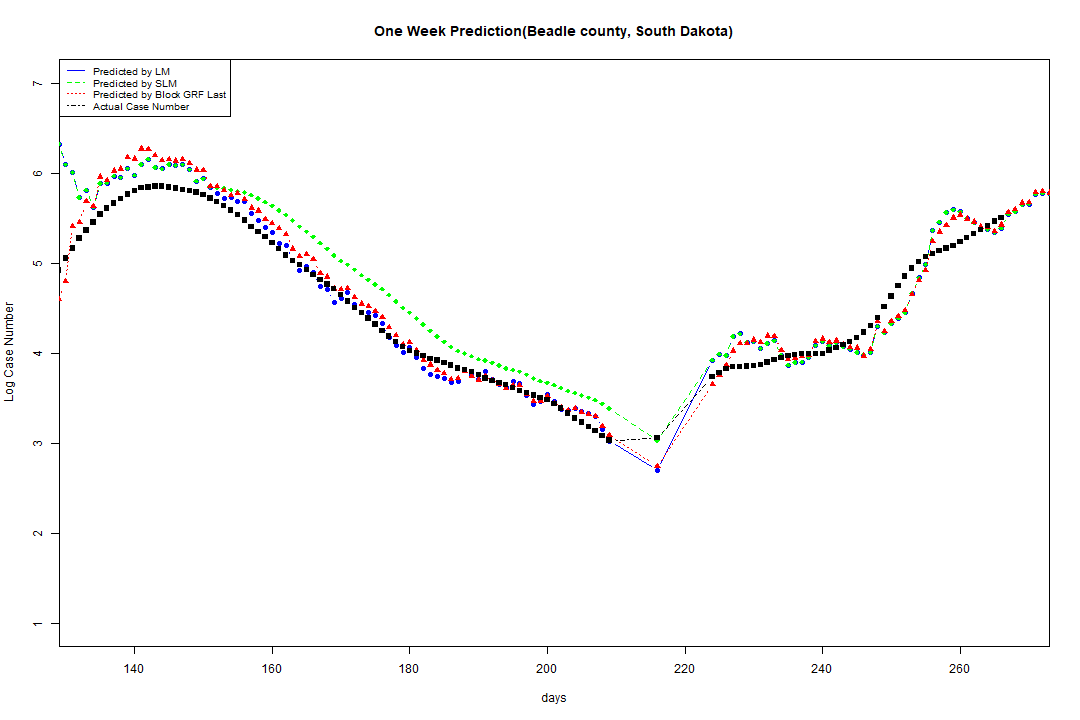 One Week Prediction(Beadle county, South Dakota)
Predicted by LM
Predicted by SLM
Predicted by Block GRF Last
Actual Case Number
7
6
5
4
3
2
1
Log Case Number
140 160 180 200 220 240 260
days